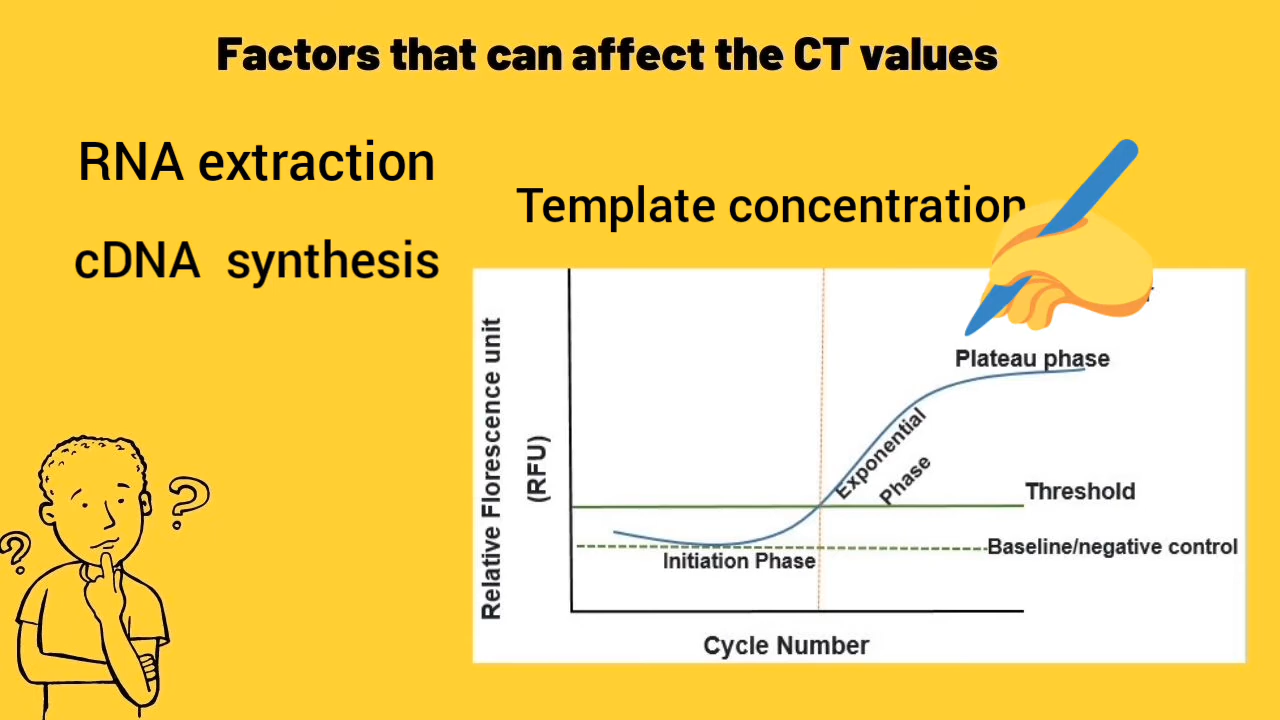 Factors that can affect the CT values
RNA extraction
Template concentration
cDNA synthesis
Relative Florescence unit
(RFU)
Plateau phase
Exponential
Phase
Threshold
Baseline/negative control
Initiation Phase
Cycle Number